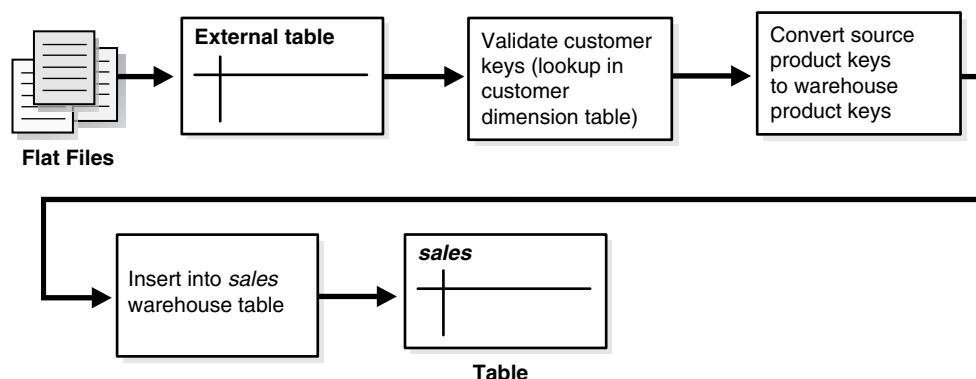 External table
Flat Files
Validate customer
keys (lookup in
customer
dimension table)
Convert source
product keys
to warehouse
product keys
Insert into sales
warehouse table
sales
Table